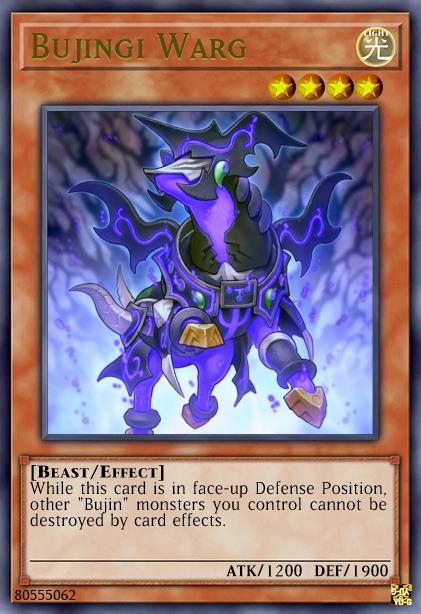 Bujingi Warg
LIGHT
光
[Beast/Effect]
While this card is in face-up Defense Position,
other "Bujin" monsters you control cannot be
destroyed by card effects.
ATK/1200 DEF/1900
80555062